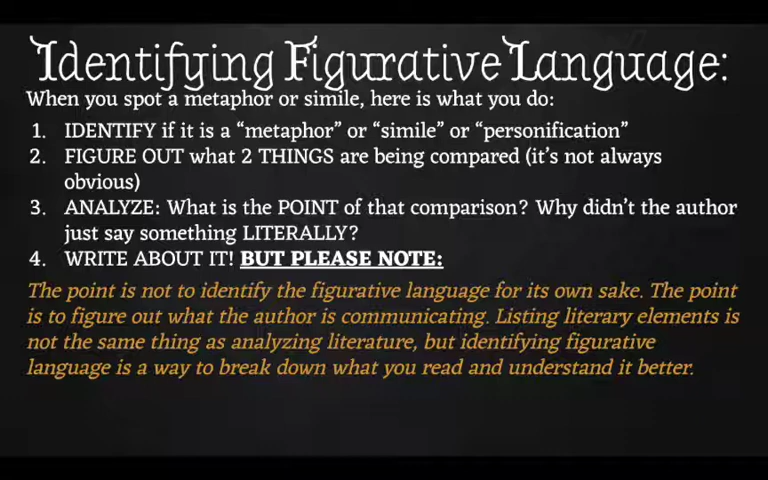 Identifying Figurative Language:
When you spot a metaphor or simile, here is what you do:
1. IDENTIFY if it is a “metaphor” or “simile” or “personification”
2. FIGURE OUT what 2 THINGS are being compared (it’s not always
obvious)
3. ANALYZE: What is the POINT of that comparison? Why didn’t the author
just say something LITERALLY?
4. WRITE ABOUT IT! BUT PLEASE NOTE:
The point is not to identify the figurative language for its own sake. The point
is to figure out what the author is communicating. Listing literary elements is
not the same thing as analyzing literature, but identifying figurative
language is a way to break down what you read and understand it better.